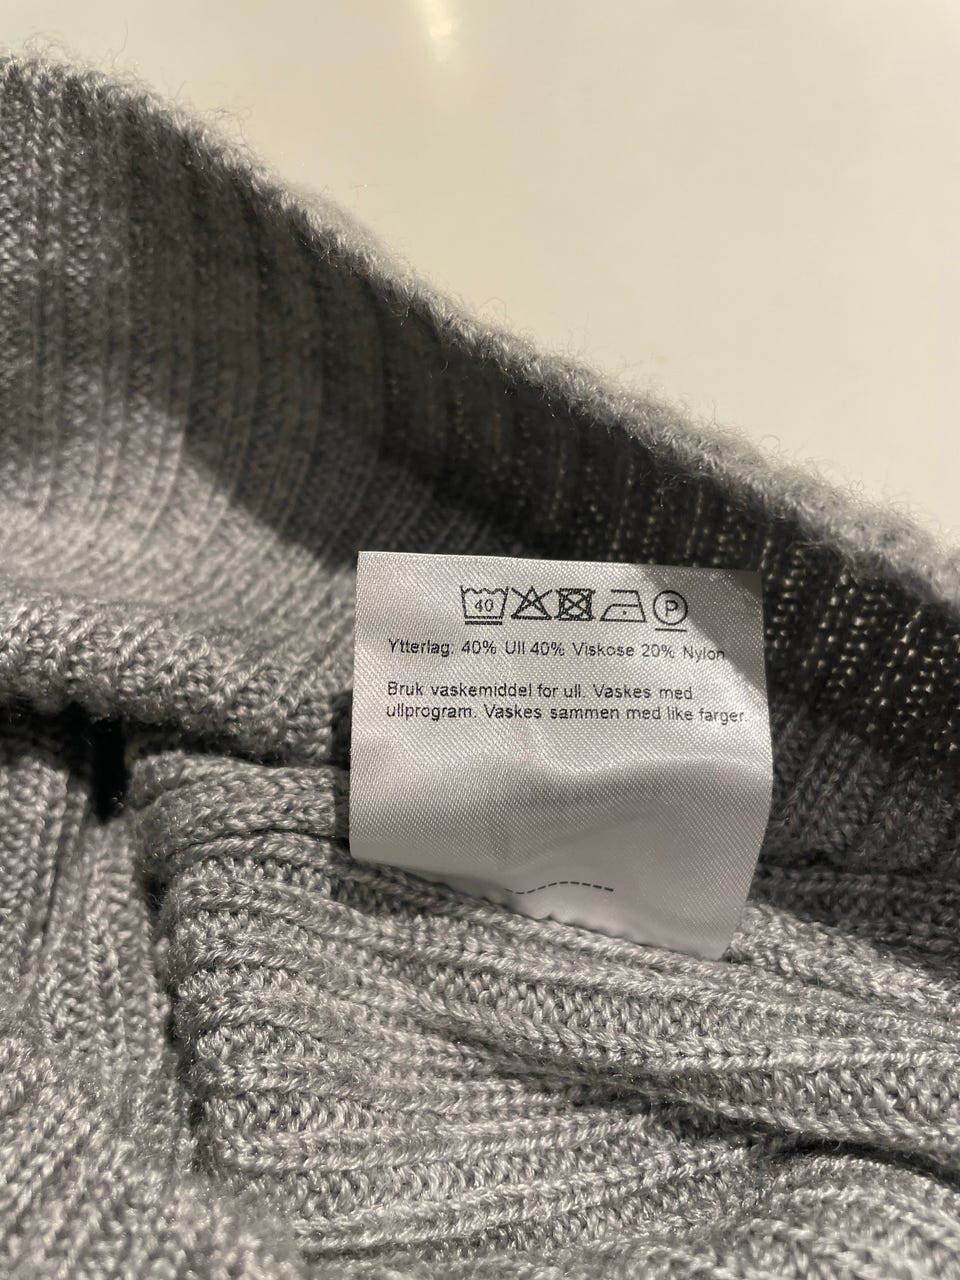 40 P
Ytterlag: 40% Ull 40% Viskose 20% Nylon
Bruk vaskemiddel for ull. Vaskes med
ullprogram. Vaskes sammen med like farger.